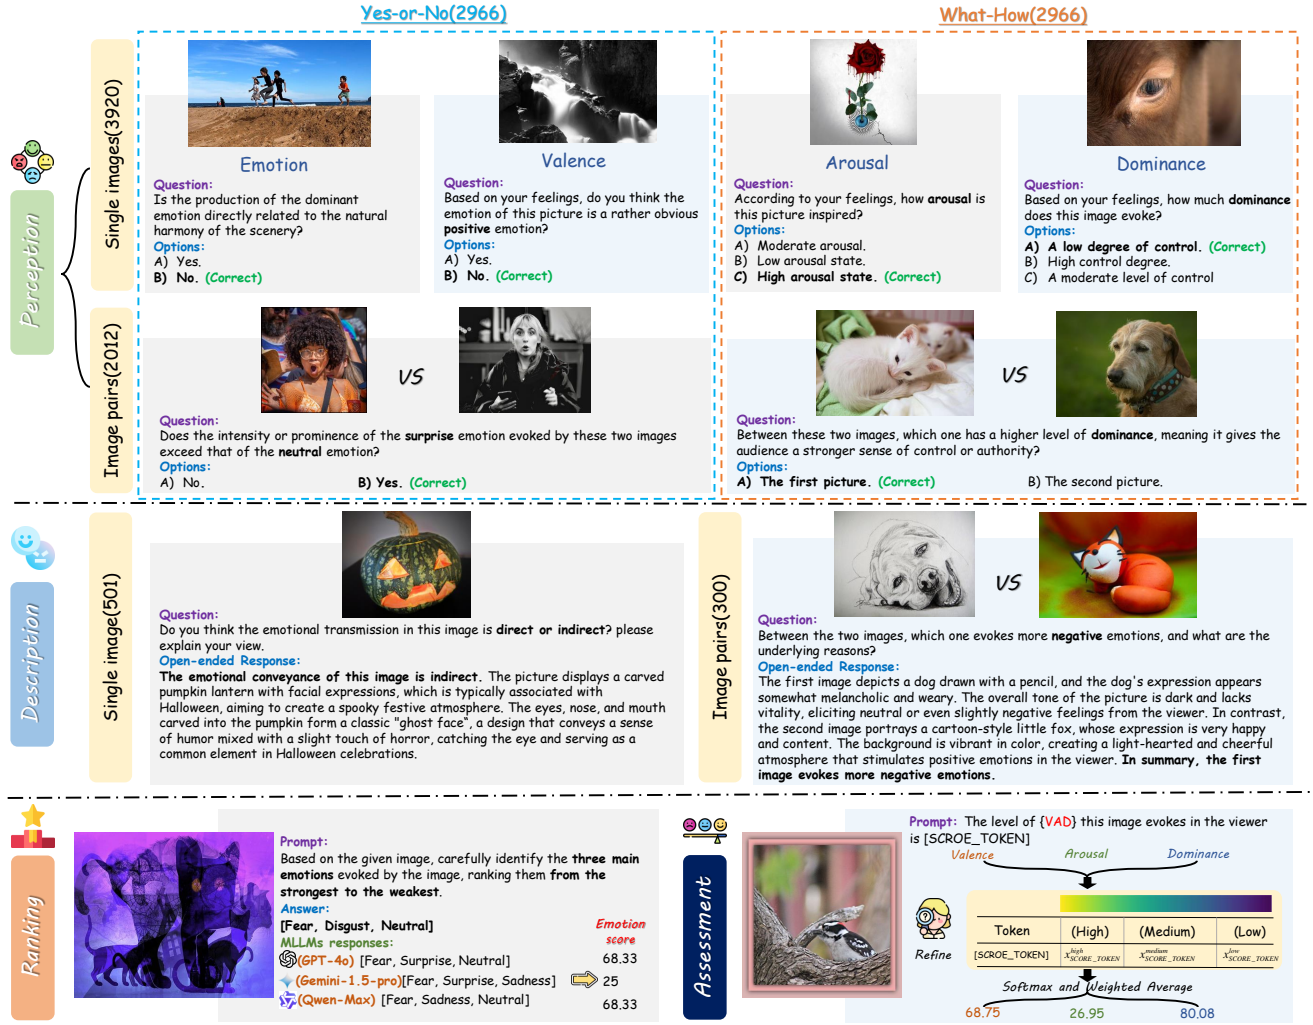 Yes-or-No(2966)
What-How(2966)
Perception
Single images(3920)
Emotion
Question:
Is the production of the dominant
emotion directly related to the natural
harmony of the scenery?
Options:
A) Yes.
B) No. (Correct)
Valence
Question:
Based on your feelings, do you think the
emotion of this picture is a rather obvious
positive emotion?
Options:
A) Yes.
B) No. (Correct)
Arousal
Question:
According to your feelings, how arousal is
this picture inspired?
Options:
A) Moderate arousal.
B) Low arousal state.
C) High arousal state. (Correct)
Dominance
Question:
Based on your feelings, how much dominance
does this image evoke?
Options:
A) A low degree of control. (Correct)
B) High control degree.
C) A moderate level of control
Image pairs(2012)
VS
Question:
Does the intensity or prominence of the surprise emotion evoked by these two images
exceed that of the neutral emotion?
Options:
A) No.
B) Yes. (Correct)
VS
Question:
Between these two images, which one has a higher level of dominance, meaning it gives the
audience a stronger sense of control or authority?
Options:
A) The first picture. (Correct)
B) The second picture.
Description
Single image(501)
Question:
Do you think the emotional transmission in this image is direct or indirect? please
explain your view.
Open-ended Response:
The emotional conveyance of this image is indirect. The picture displays a carved
pumpkin lantern with facial expressions, which is typically associated with
Halloween, aiming to create a spooky festive atmosphere. The eyes, nose, and mouth
carved into the pumpkin form a classic "ghost face", a design that conveys a sense
of humor mixed with a slight touch of horror, catching the eye and serving as a
common element in Halloween celebrations.
Image pairs(300)
VS
Question:
Between the two images, which one evokes more negative emotions, and what are the
underlying reasons?
Open-ended Response:
The first image depicts a dog drawn with a pencil, and the dog's expression appears
somewhat melancholic and weary. The overall tone of the picture is dark and lacks
vitality, eliciting neutral or even slightly negative feelings from the viewer. In contrast,
the second image portrays a cartoon-style little fox, whose expression is very happy
and content. The background is vibrant in color, creating a light-hearted and cheerful
atmosphere that stimulates positive emotions in the viewer. In summary, the first
image evokes more negative emotions.
Ranking
Prompt:
Based on the given image, carefully identify the three main
emotions evoked by the image, ranking them from the
strongest to the weakest.
Answer:
[Fear, Disgust, Neutral]
MLLMs responses:
Emotion
score
(GPT-4o) [Fear, Surprise, Neutral]
68.33
(Gemini-1.5-pro)[Fear, Surprise, Sadness]
25
(Qwen-Max) [Fear, Sadness, Neutral]
68.33
Assessment
Prompt: The level of {VAD} this image evokes in the viewer
is [SCROE_TOKEN]
Valence Arousal Dominance
Refine
Token (High) (Medium) (Low)
[SCORE_TOKEN] x^{high}_{SCORE_TOKEN} x^{medium}_{SCORE_TOKEN} x^{low}_{SCORE_TOKEN}
Softmax and Weighted Average
68.75 26.95 80.08